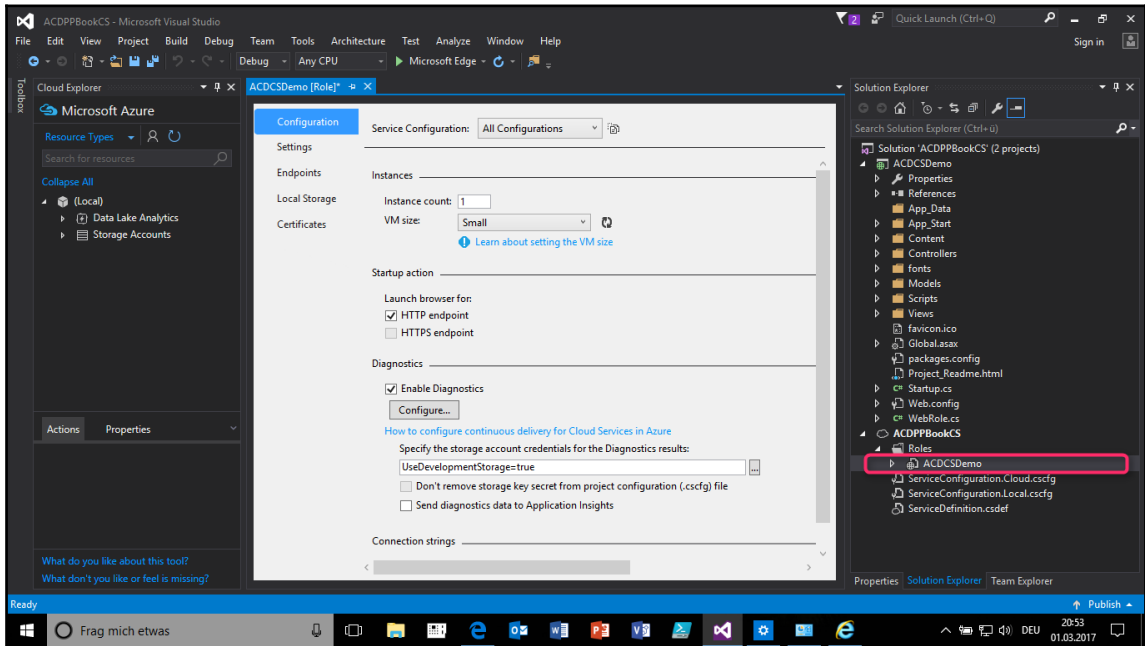 ACDPPBookCS - Microsoft Visual Studio
2
Quick Launch (Ctrl+Q)
File Edit View Project Build Debug Team Tools Architecture Test Analyze Window Help
Sign in
Debug Any CPU Microsoft Edge
Toolbox
Cloud Explorer
Microsoft Azure
Resource Types
Search for resources
Collapse All
(Local)
Data Lake Analytics
Storage Accounts
Actions Properties
What do you like about this tool?
What don't you like or feel is missing?
ACDCSDemo [Role]*
Configuration
Settings
Endpoints
Local Storage
Certificates
Service Configuration: All Configurations
Instances
Instance count: 1
VM size: Small
Learn about setting the VM size
Startup action
Launch browser for:
HTTP endpoint
HTTPS endpoint
Diagnostics
Enable Diagnostics
Configure...
How to configure continuous delivery for Cloud Services in Azure
Specify the storage account credentials for the Diagnostics results:
UseDevelopmentStorage=true
...
Don't remove storage key secret from project configuration (.cscfg) file
Send diagnostics data to Application Insights
Connection strings
Solution Explorer
Search Solution Explorer (Ctrl+ü)
Solution 'ACDPPBookCS' (2 projects)
ACDCSDemo
Properties
References
App_Data
App_Start
Content
Controllers
fonts
Models
Scripts
Views
favicon.ico
Global.asax
packages.config
Project_Readme.html
C# Startup.cs
Web.config
C# WebRole.cs
ACDPPBookCS
Roles
ACDCSDemo
ServiceConfiguration.Cloud.cscfg
ServiceConfiguration.Local.cscfg
ServiceDefinition.csdef
Properties Solution Explorer Team Explorer
Ready
Publish
Frag mich etwas
DEU
20:53
01.03.2017